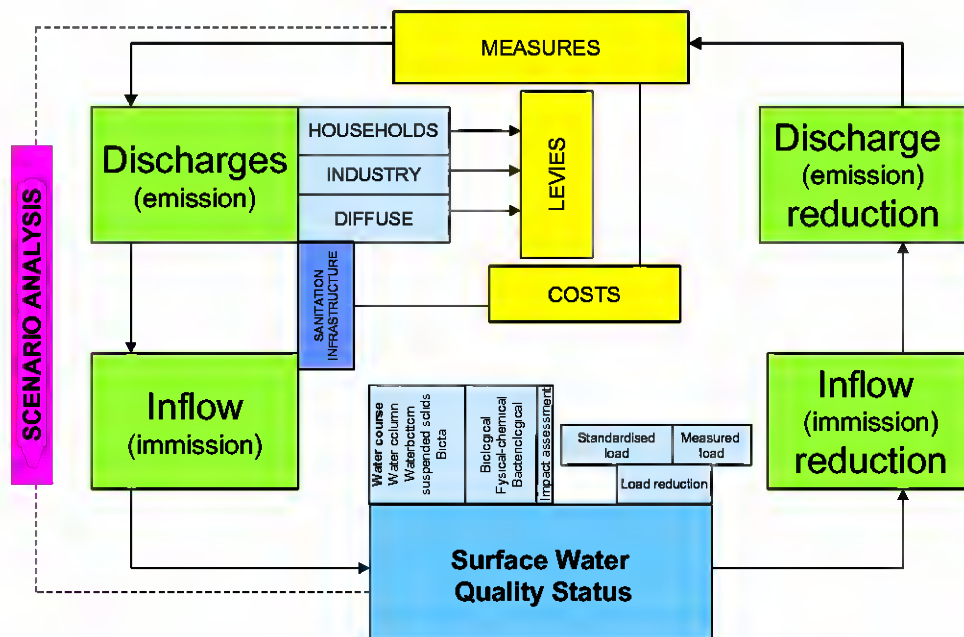 MEASURES
Discharges
(emission)
HOUSEHOLDS
INDUSTRY
DIFFUSE
LEVIES
Discharge
(emission)
reduction
SCENARIO ANALYSIS
SANITATION
INFRASTRUCTURE
COSTS
Inflow
(immission)
Inflow
(immission)
reduction
Water course
Water column
Waterbottom
suspended solids
Biota
Biological
Fysical-chemical
Bacteriological
Impact assessment
Standardised
load
Measured
load
Load reduction
Surface Water
Quality Status